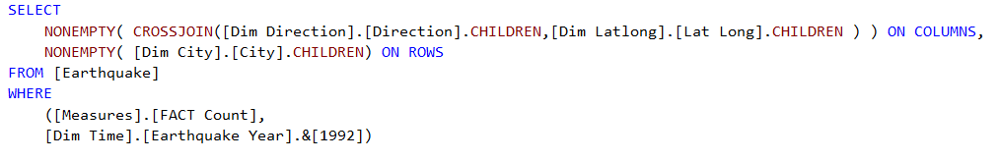 SELECT
NONEMPTY( CROSSJOIN([Dim Direction].[Direction].CHILDREN,[Dim Latlong].[Lat Long].CHILDREN ) ) ON COLUMNS,
NONEMPTY( [Dim City].[City].CHILDREN) ON ROWS
FROM [Earthquake]
WHERE
([Measures].[FACT Count],
[Dim Time].[Earthquake Year].&[1992])